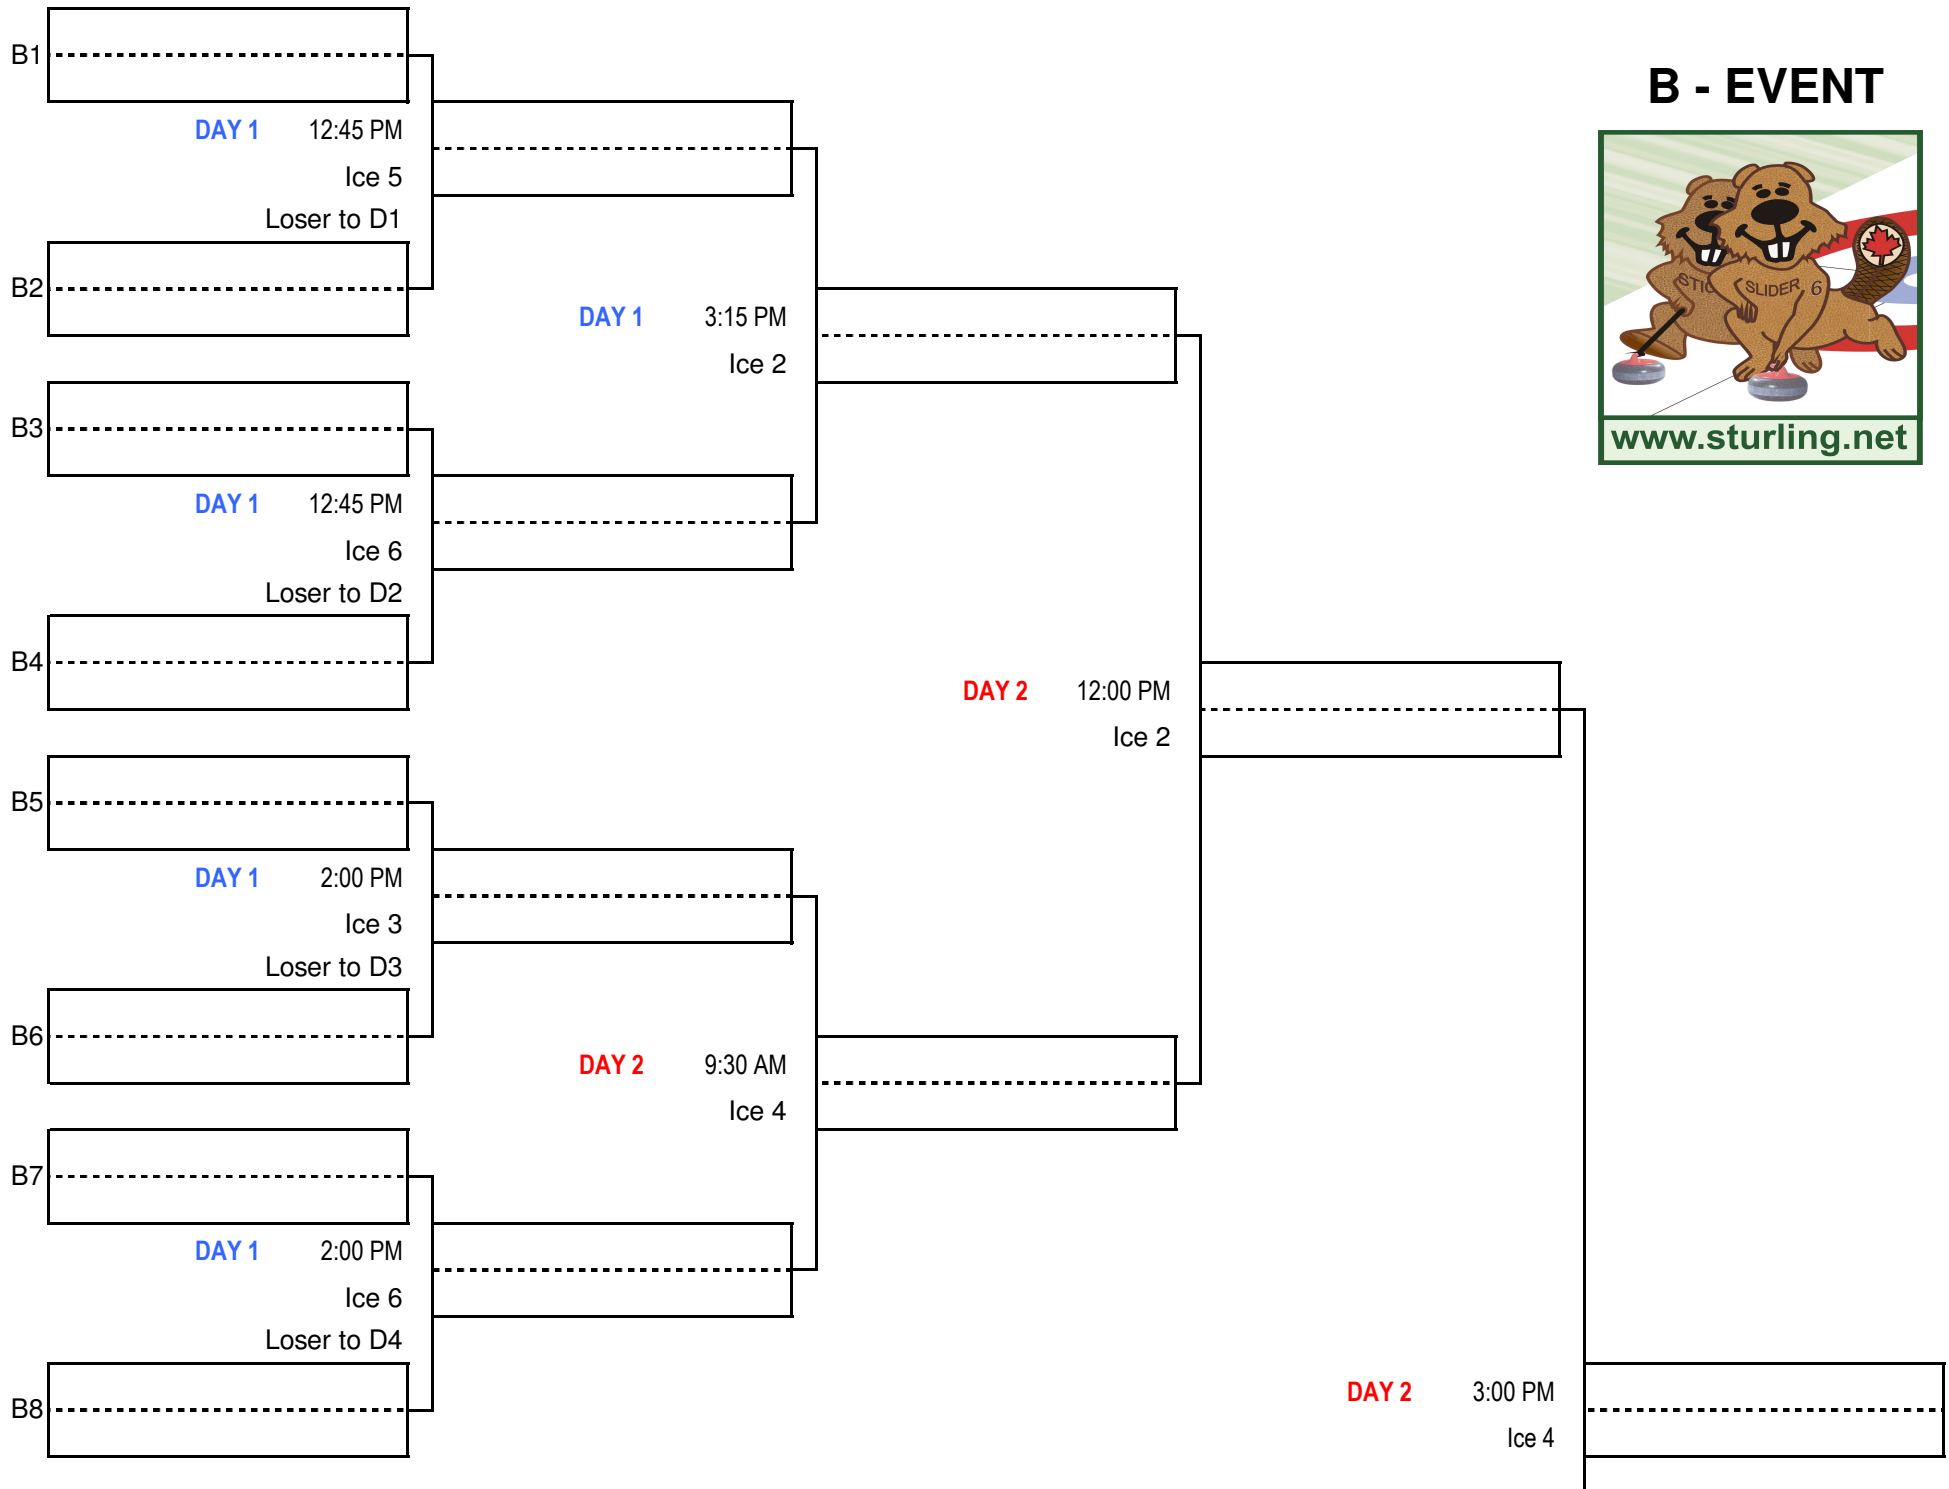 B - EVENT
B1
DAY 1 12:45 PM
Ice 5
Loser to D1
B2
DAY 1 3:15 PM
Ice 2
B3
DAY 1 12:45 PM
Ice 6
Loser to D2
B4
DAY 2 12:00 PM
Ice 2
B5
DAY 1 2:00 PM
Ice 3
Loser to D3
B6
DAY 2 9:30 AM
Ice 4
B7
DAY 1 2:00 PM
Ice 6
Loser to D4
B8
DAY 2 3:00 PM
Ice 4
STIC
SLIDER 6
www.sturling.net